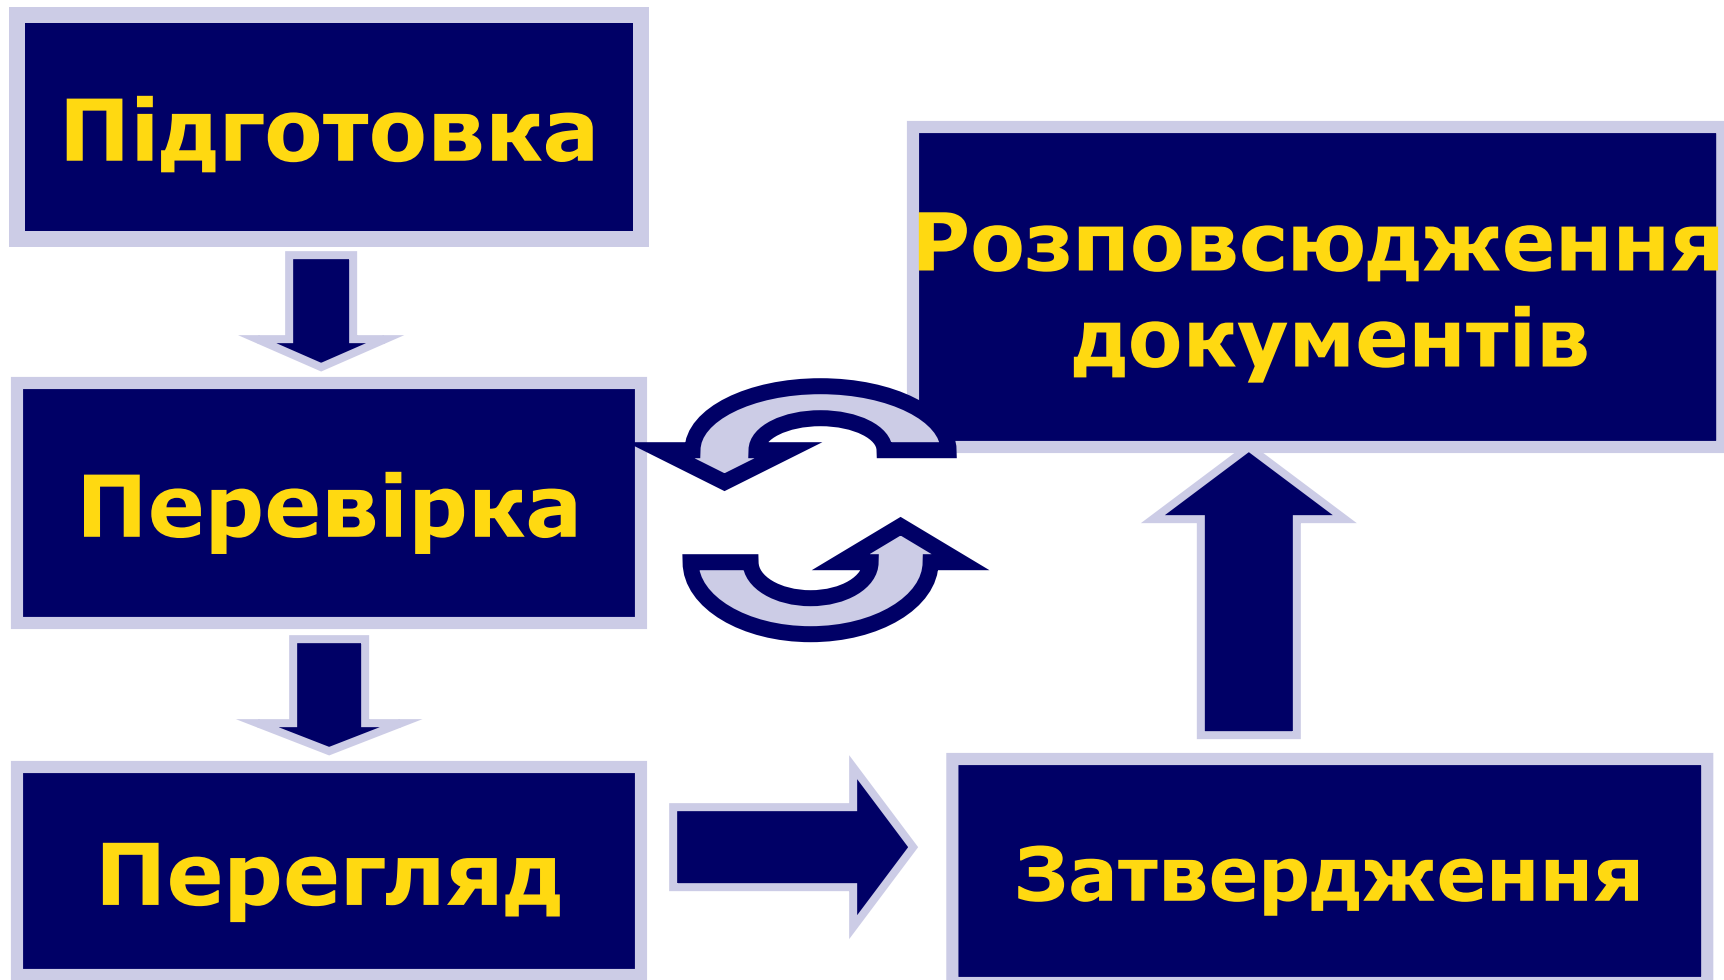 Підготовка
Розповсюдження
документів
Перевірка
Перегляд
Затвердження